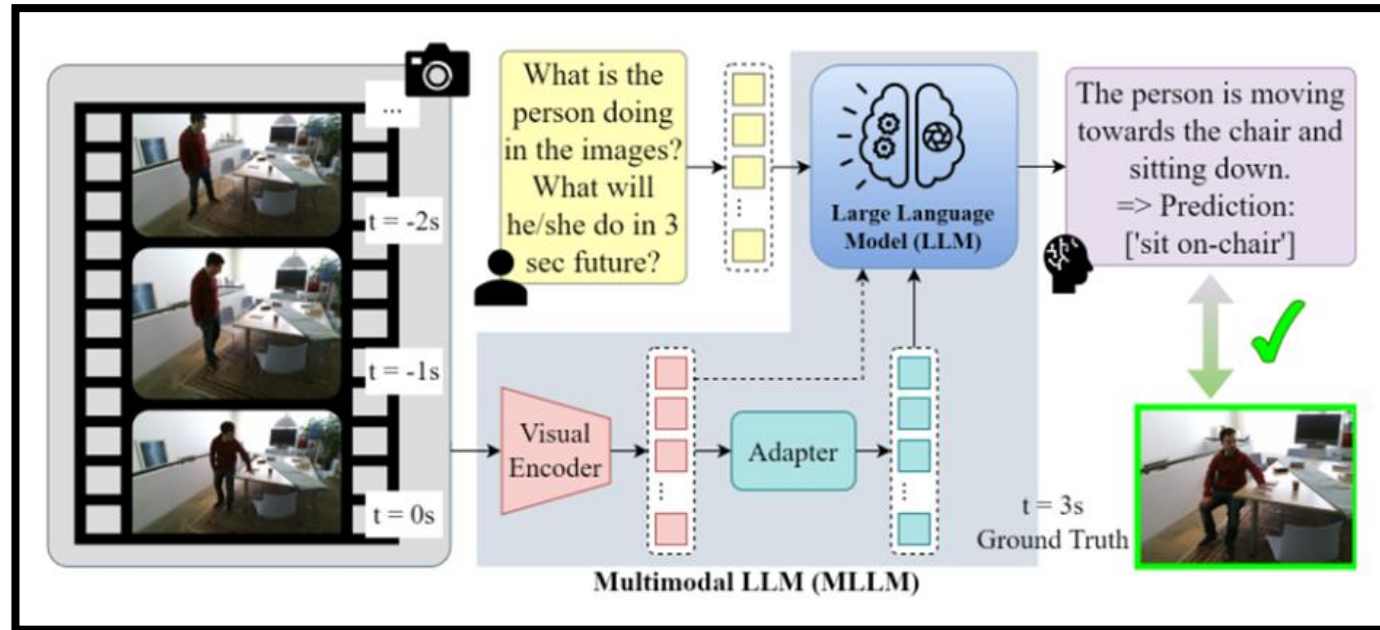 ...
t = -2s
t = -1s
t = 0s
What is the
person doing
in the images?
What will
he/she do in 3
sec future?
Large Language
Model (LLM)
The person is moving
towards the chair and
sitting down.
=> Prediction:
['sit on-chair']
Visual
Encoder
Adapter
t = 3s
Ground Truth
Multimodal LLM (MLLM)